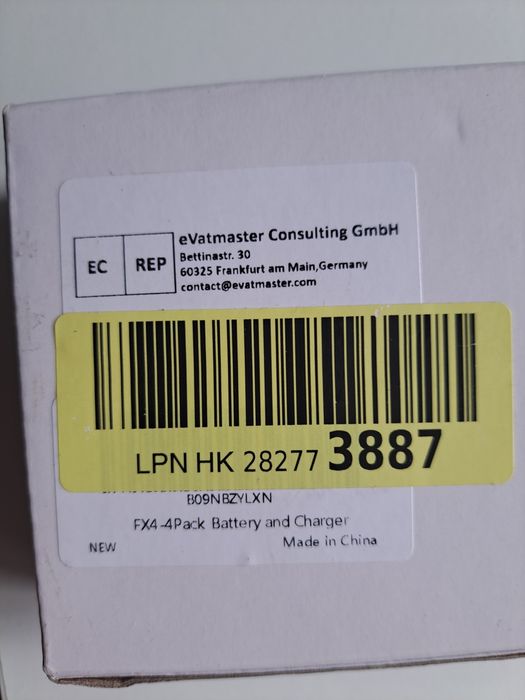 EC REP
eVatmaster Consulting GmbH
Bettinastr. 30
60325 Frankfurt am Main,Germany
contact@evatmaster.com
LPN HK 28277 3887
B09NBZYLXN
FX4-4Pack Battery and Charger
NEW
Made in China